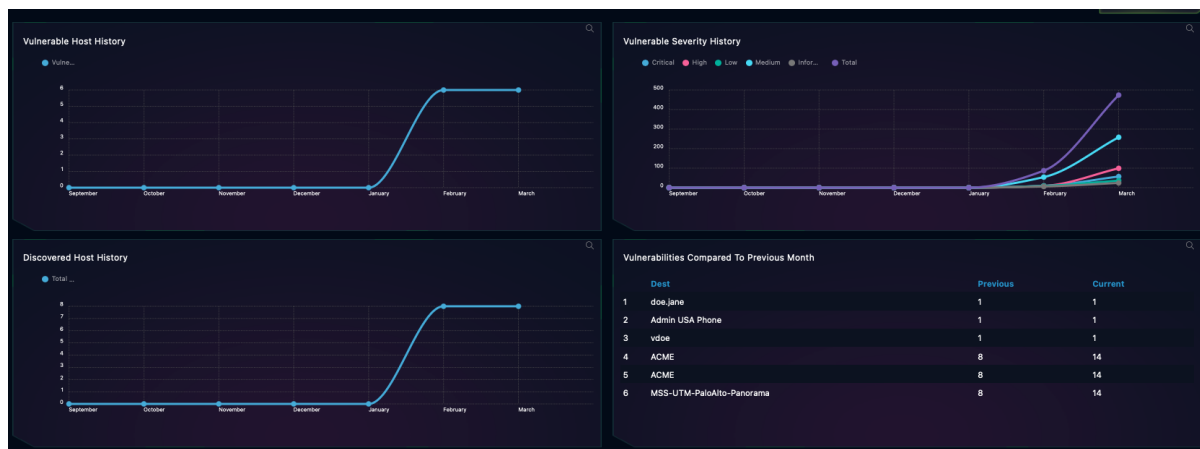 Vulnerable Host History
Vulne...
6
5
4
3
2
1
0
September October November December January February March
Vulnerable Severity History
Critical High Low Medium Infor... Total
500
400
300
200
100
0
September October November December January February March
Discovered Host History
Total ...
8
7
6
5
4
3
2
1
0
September October November December January February March
Vulnerabilities Compared To Previous Month
Dest Previous Current
1 doe.jane 1 1
2 Admin USA Phone 1 1
3 vdoe 1 1
4 ACME 8 14
5 ACME 8 14
6 MSS-UTM-PaloAlto-Panorama 8 14